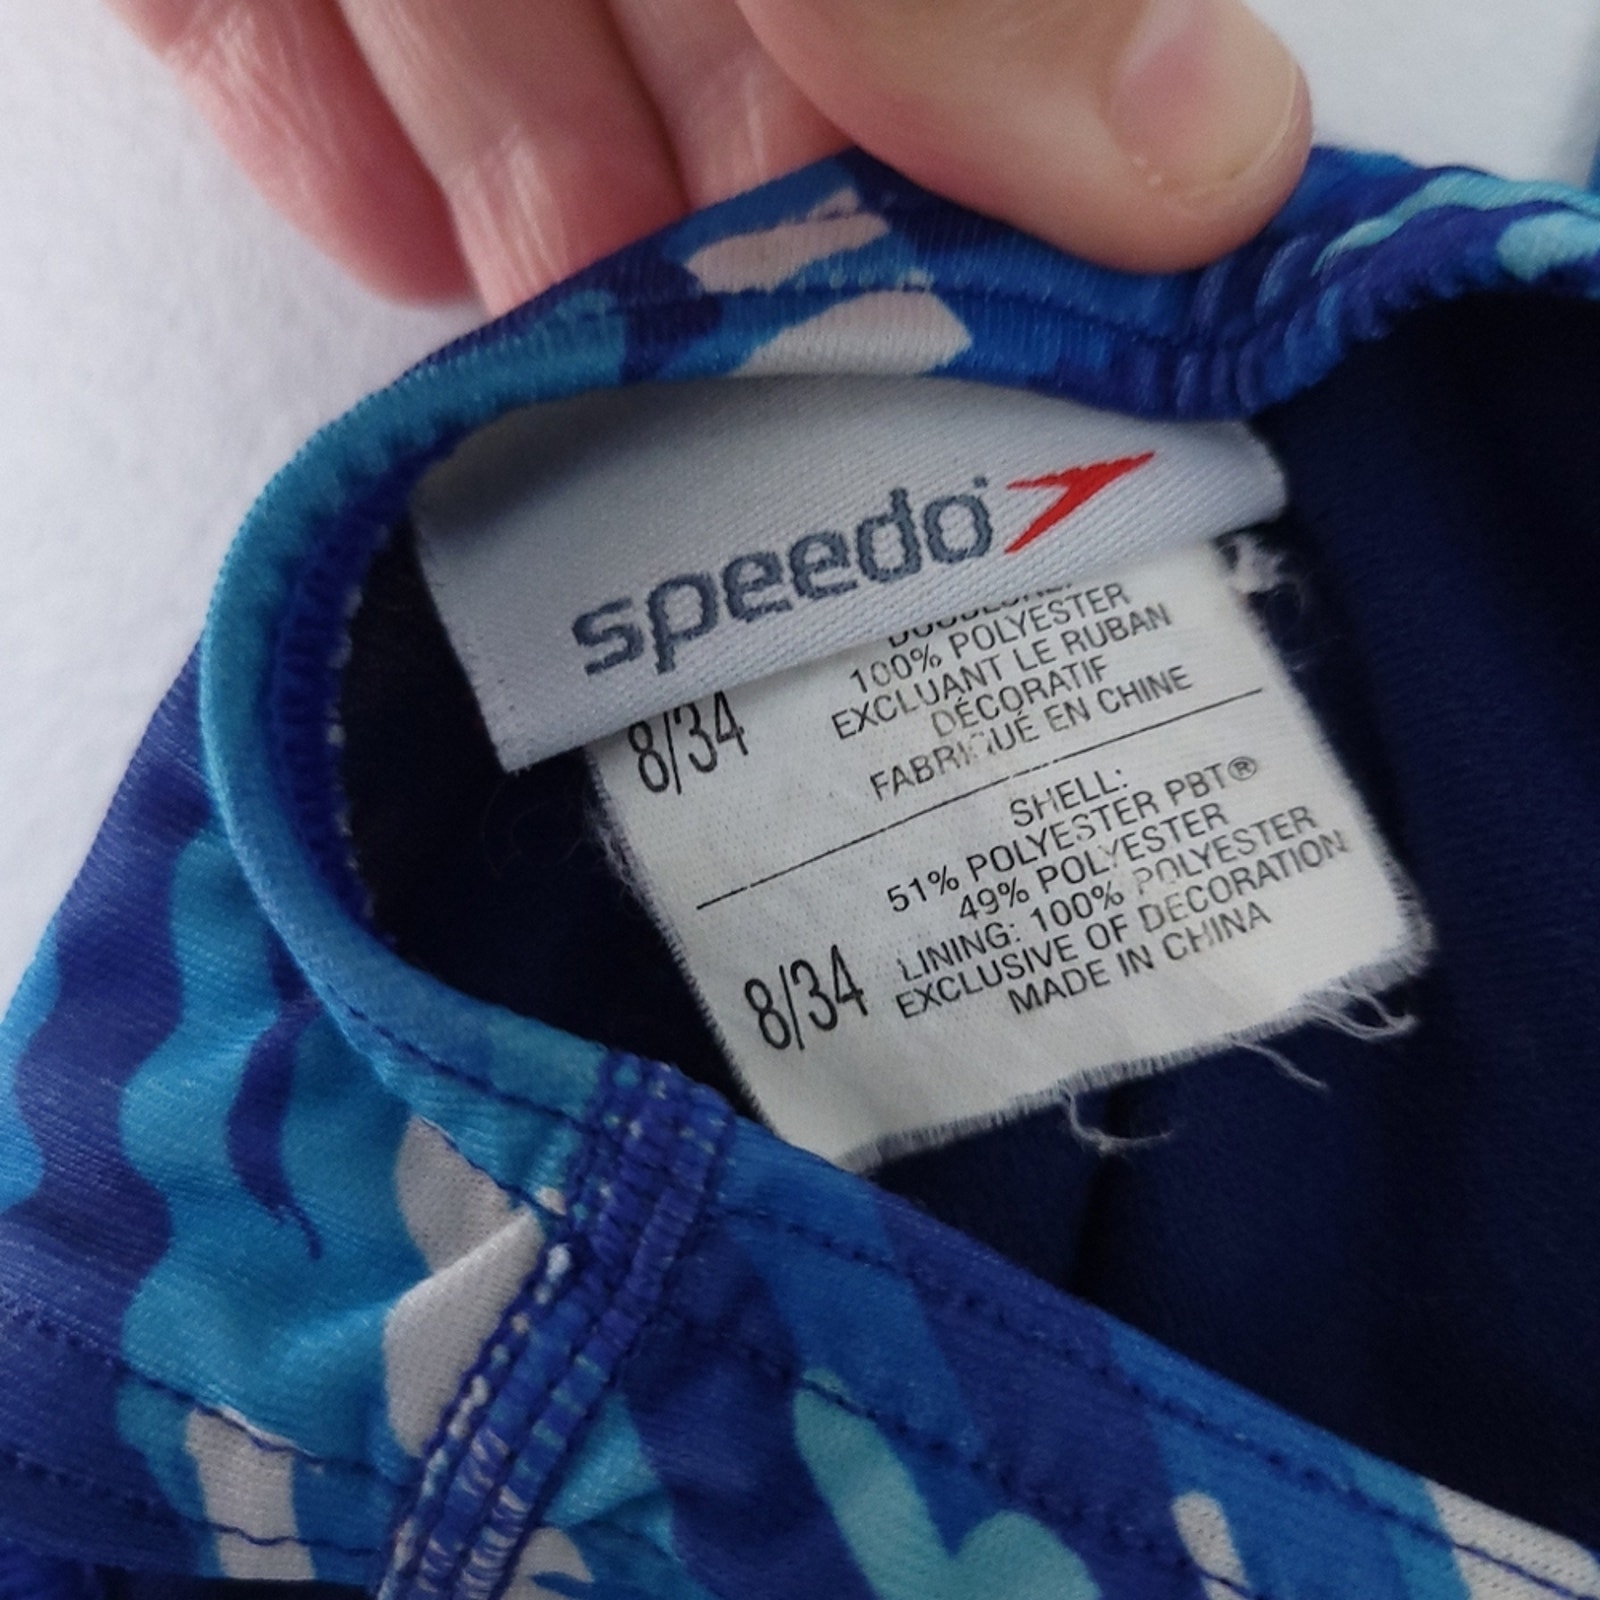 speedo
100% POLYESTER
EXCLUANT LE RUBAN
DÉCORATIF
FABRIQUÉ EN CHINE
8/34
SHELL:
51% POLYESTER PBT®
49% POLYESTER
LINING: 100% POLYESTER
EXCLUSIVE OF DECORATION
MADE IN CHINA
8/34